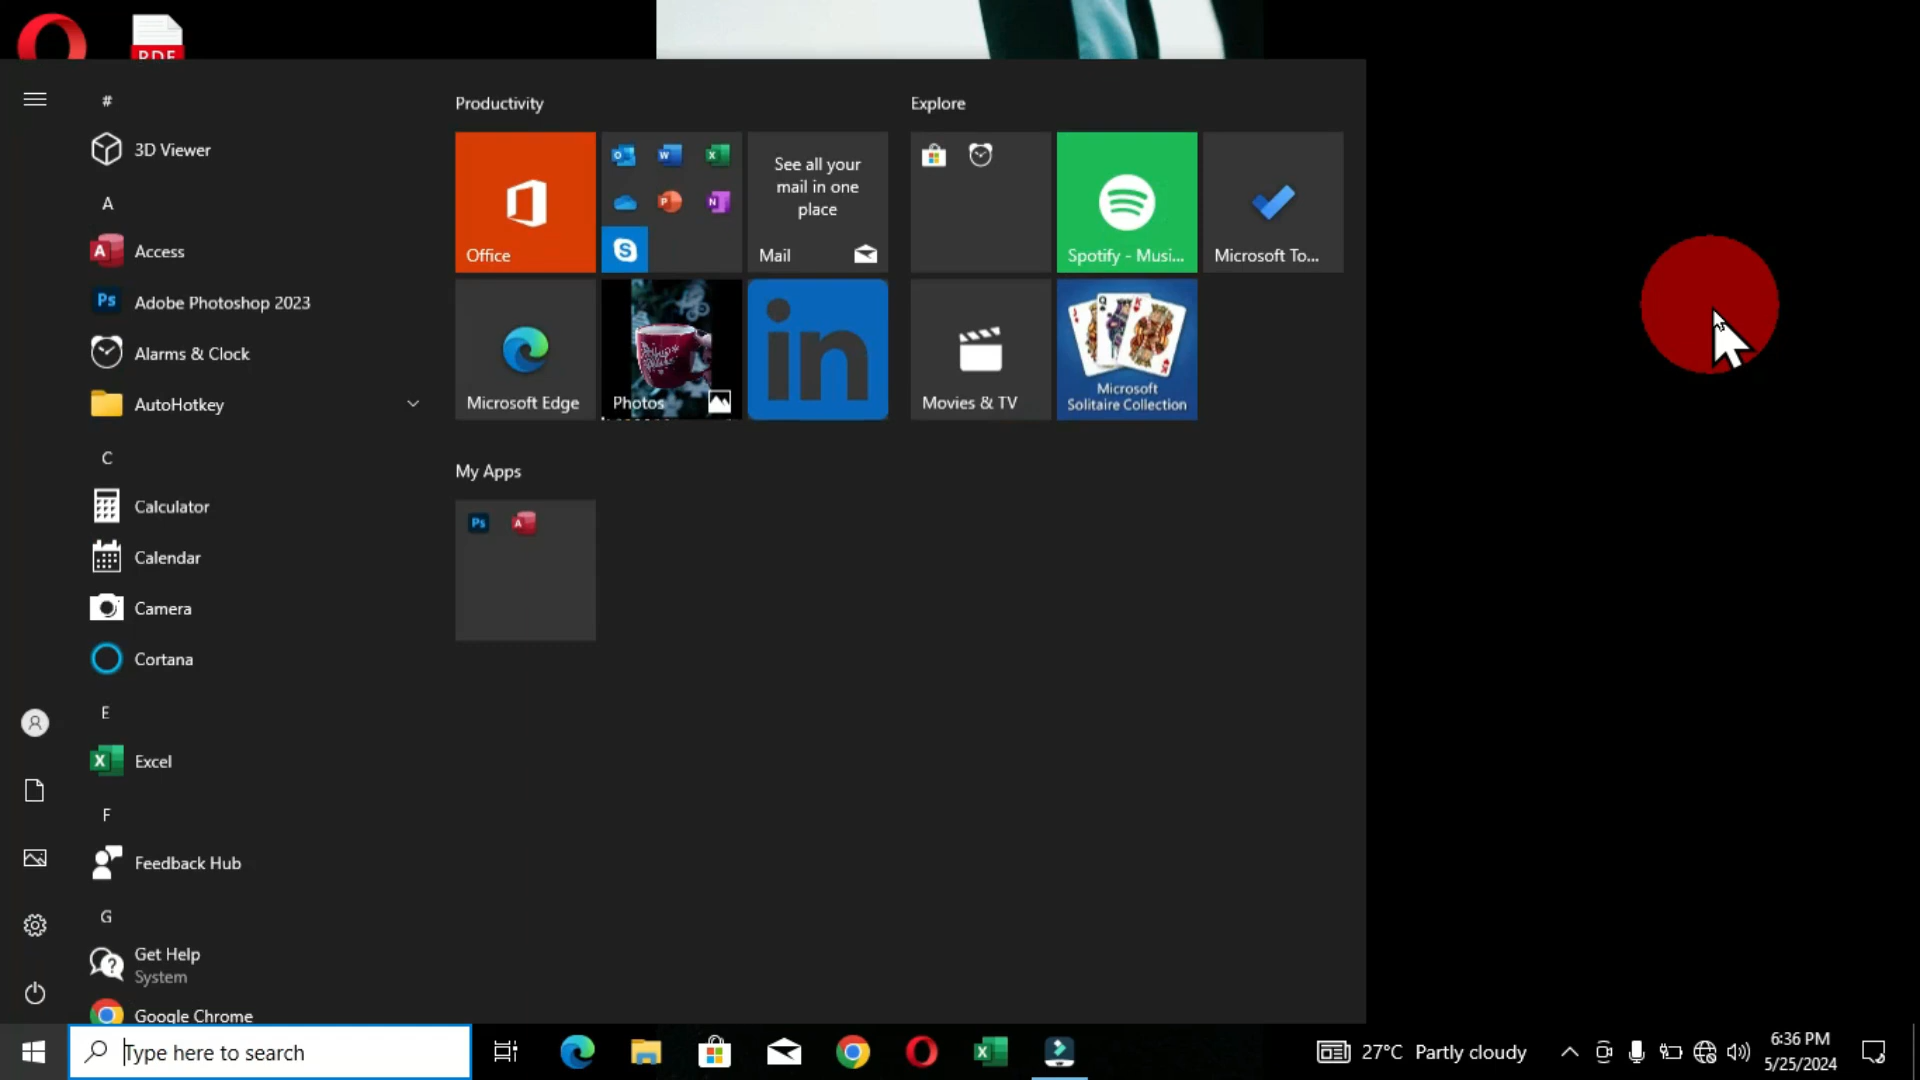 PDF
#
3D Viewer
A
Access
Adobe Photoshop 2023
Alarms & Clock
AutoHotkey
C
Calculator
Calendar
Camera
Cortana
E
Excel
F
Feedback Hub
G
Get Help
System
Google Chrome
Productivity
Office
See all your
mail in one
place
Mail
Microsoft Edge
Photos
in
Explore
Spotify - Musi...
Microsoft To...
Movies & TV
Microsoft
Solitaire Collection
My Apps
Type here to search
27°C Partly cloudy
6:36 PM
5/25/2024